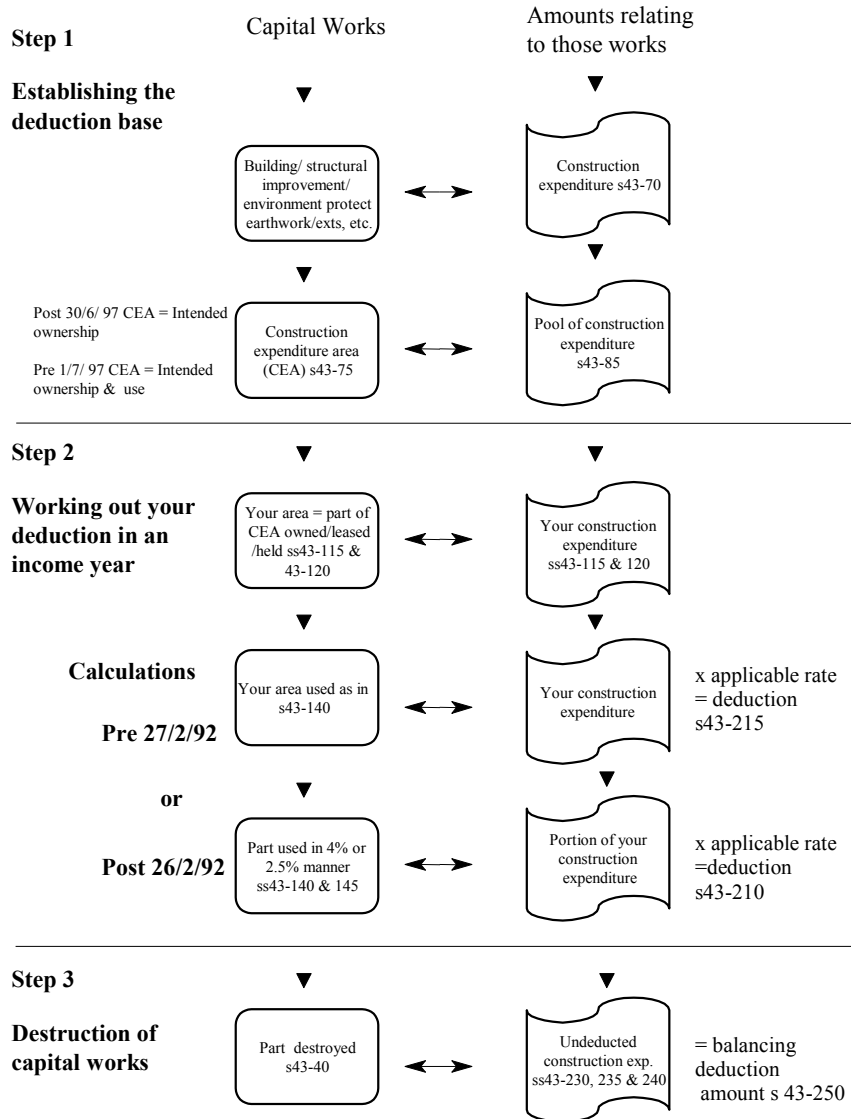 Step 1
Capital Works
Amounts relating
to those works
Establishing the
deduction base
Building/ structural
improvement/
environment protect
earthwork/exts, etc.
Construction
expenditure s43-70
Post 30/6/ 97 CEA = Intended
ownership
Pre 1/7/ 97 CEA = Intended
ownership & use
Construction
expenditure area
(CEA) s43-75
Pool of construction
expenditure
s43-85
Step 2
Working out your
deduction in an
income year
Your area = part of
CEA owned/leased
/held ss43-115 &
43-120
Your construction
expenditure
ss43-115 & 120
Calculations
Pre 27/2/92
Your area used as in
s43-140
Your construction
expenditure
x applicable rate
= deduction
s43-215
or
Post 26/2/92
Part used in 4% or
2.5% manner
ss43-140 & 145
Portion of your
construction
expenditure
x applicable rate
=deduction
s43-210
Step 3
Destruction of
capital works
Part destroyed
s43-40
Undeducted
construction exp.
ss43-230, 235 & 240
= balancing
deduction
amount s 43-250